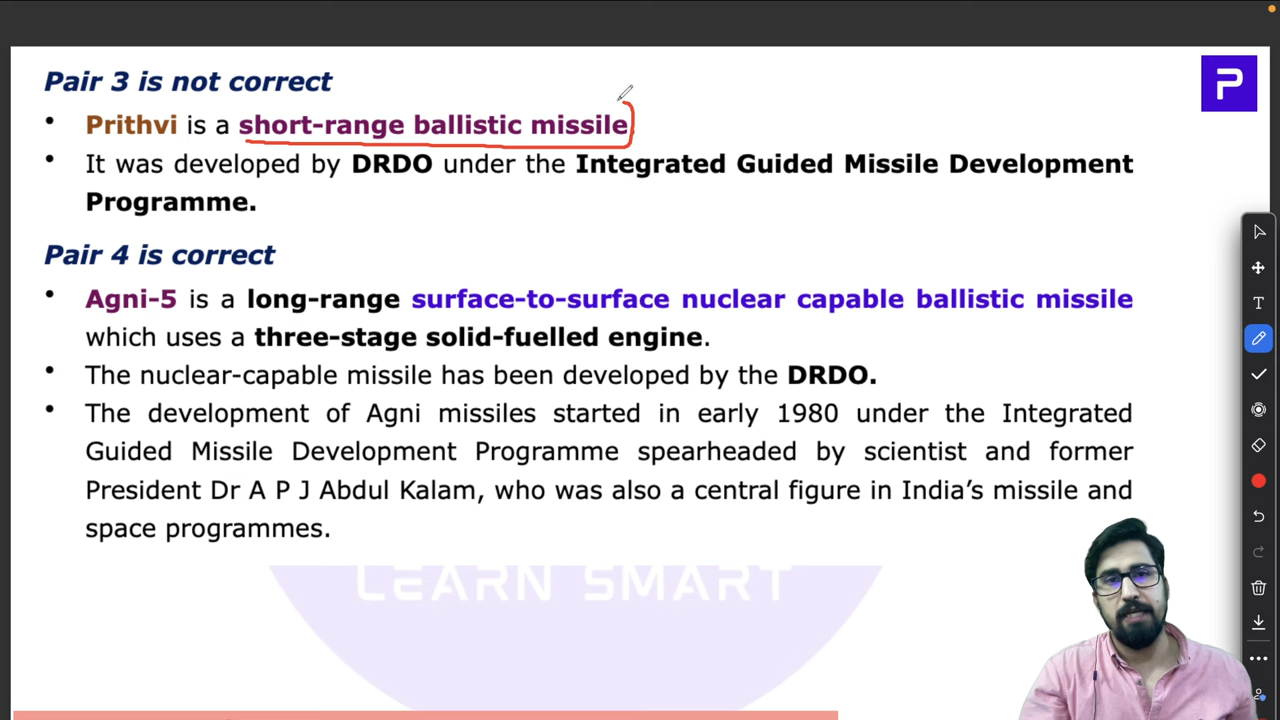 Pair 3 is not correct
P
• Prithvi is a short-range ballistic missile.
• It was developed by DRDO under the Integrated Guided Missile Development
Programme.
Pair 4 is correct
• Agni-5 is a long-range surface-to-surface nuclear capable ballistic missile
which uses a three-stage solid-fuelled engine.
• The nuclear-capable missile has been developed by the DRDO.
• The development of Agni missiles started in early 1980 under the Integrated
Guided Missile Development Programme spearheaded by scientist and former
President Dr A P J Abdul Kalam, who was also a central figure in India’s missile and
space programmes.
LEARN SMART